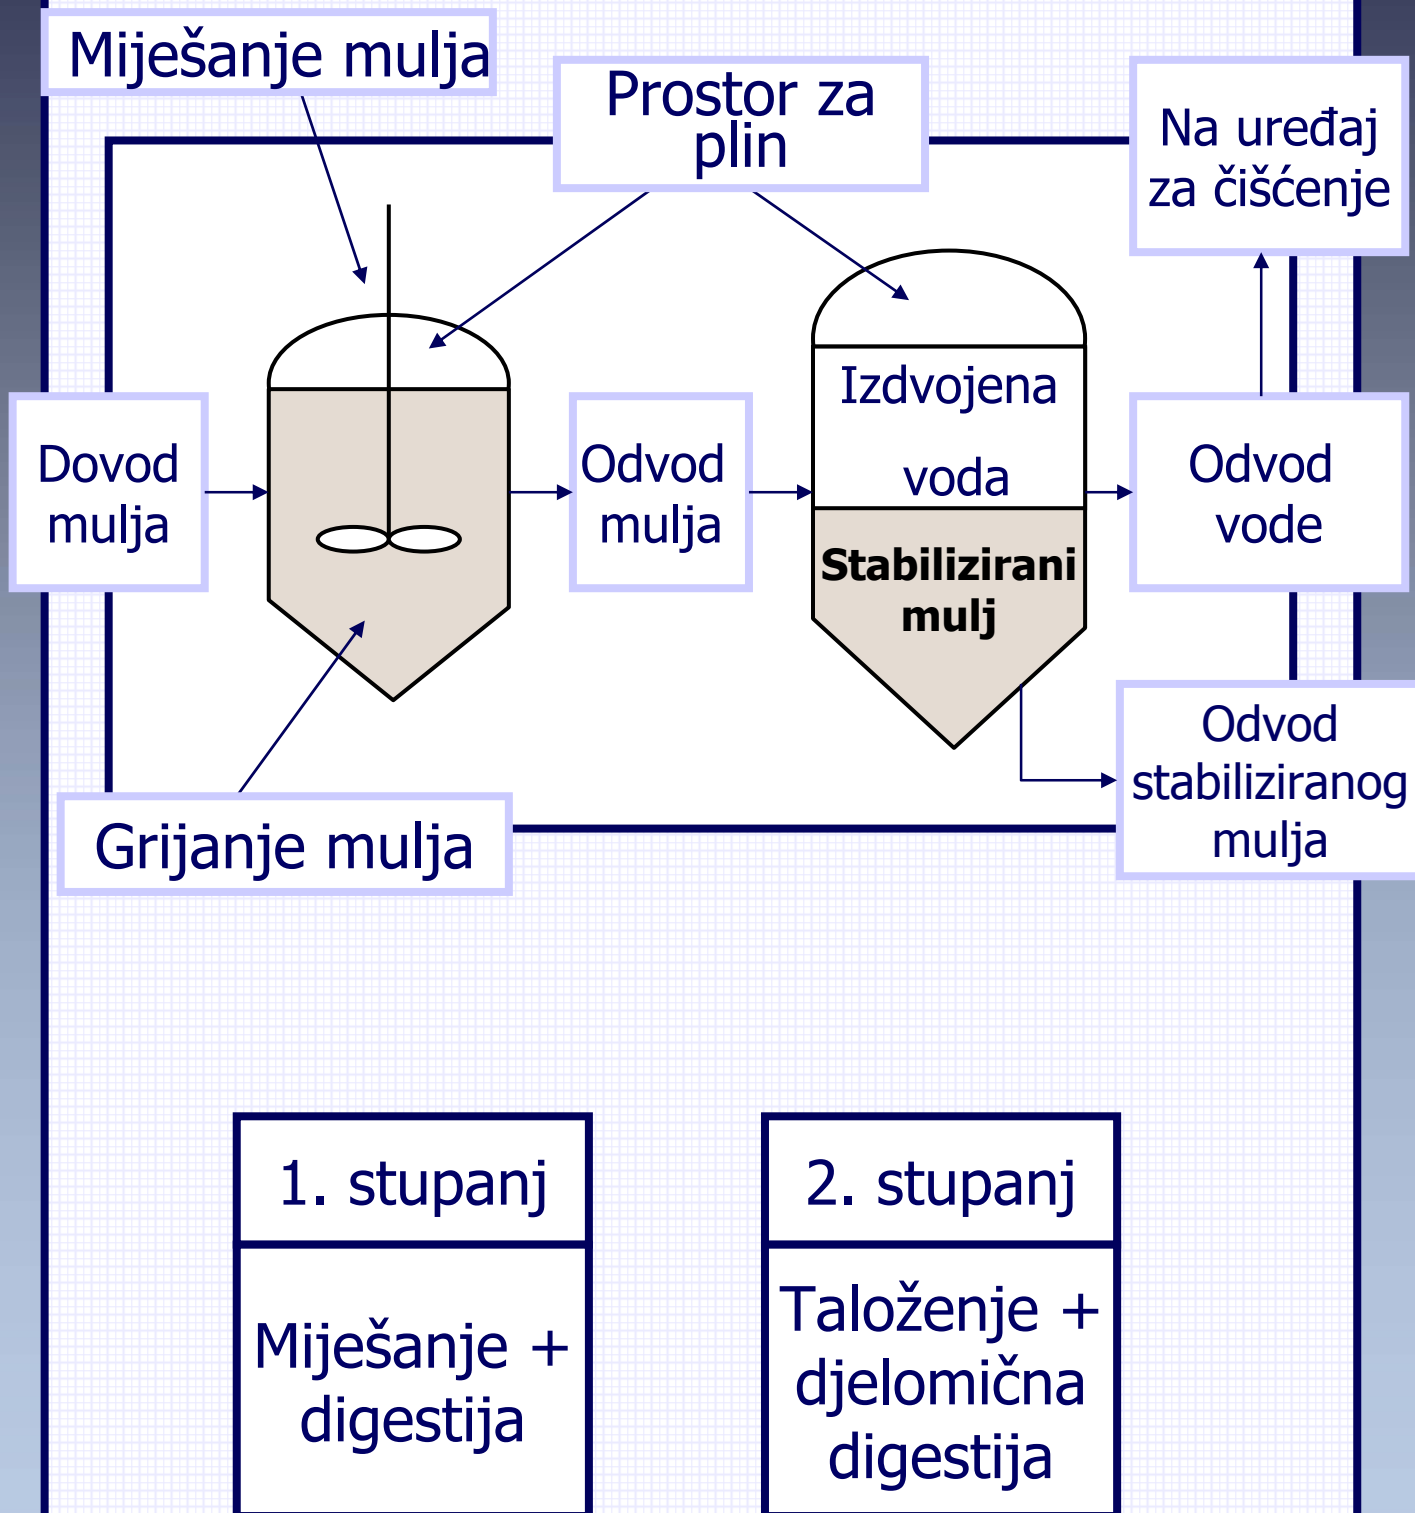 Miješanje mulja
Prostor za
plin
Na uređaj
za čišćenje
Dovod
mulja
Odvod
mulja
Izdvojena
voda
Stabilizirani
mulj
Odvod
vode
Odvod
stabiliziranog
mulja
Grijanje mulja
1. stupanj
Miješanje +
digestija
2. stupanj
Taloženje +
djelomična
digestija